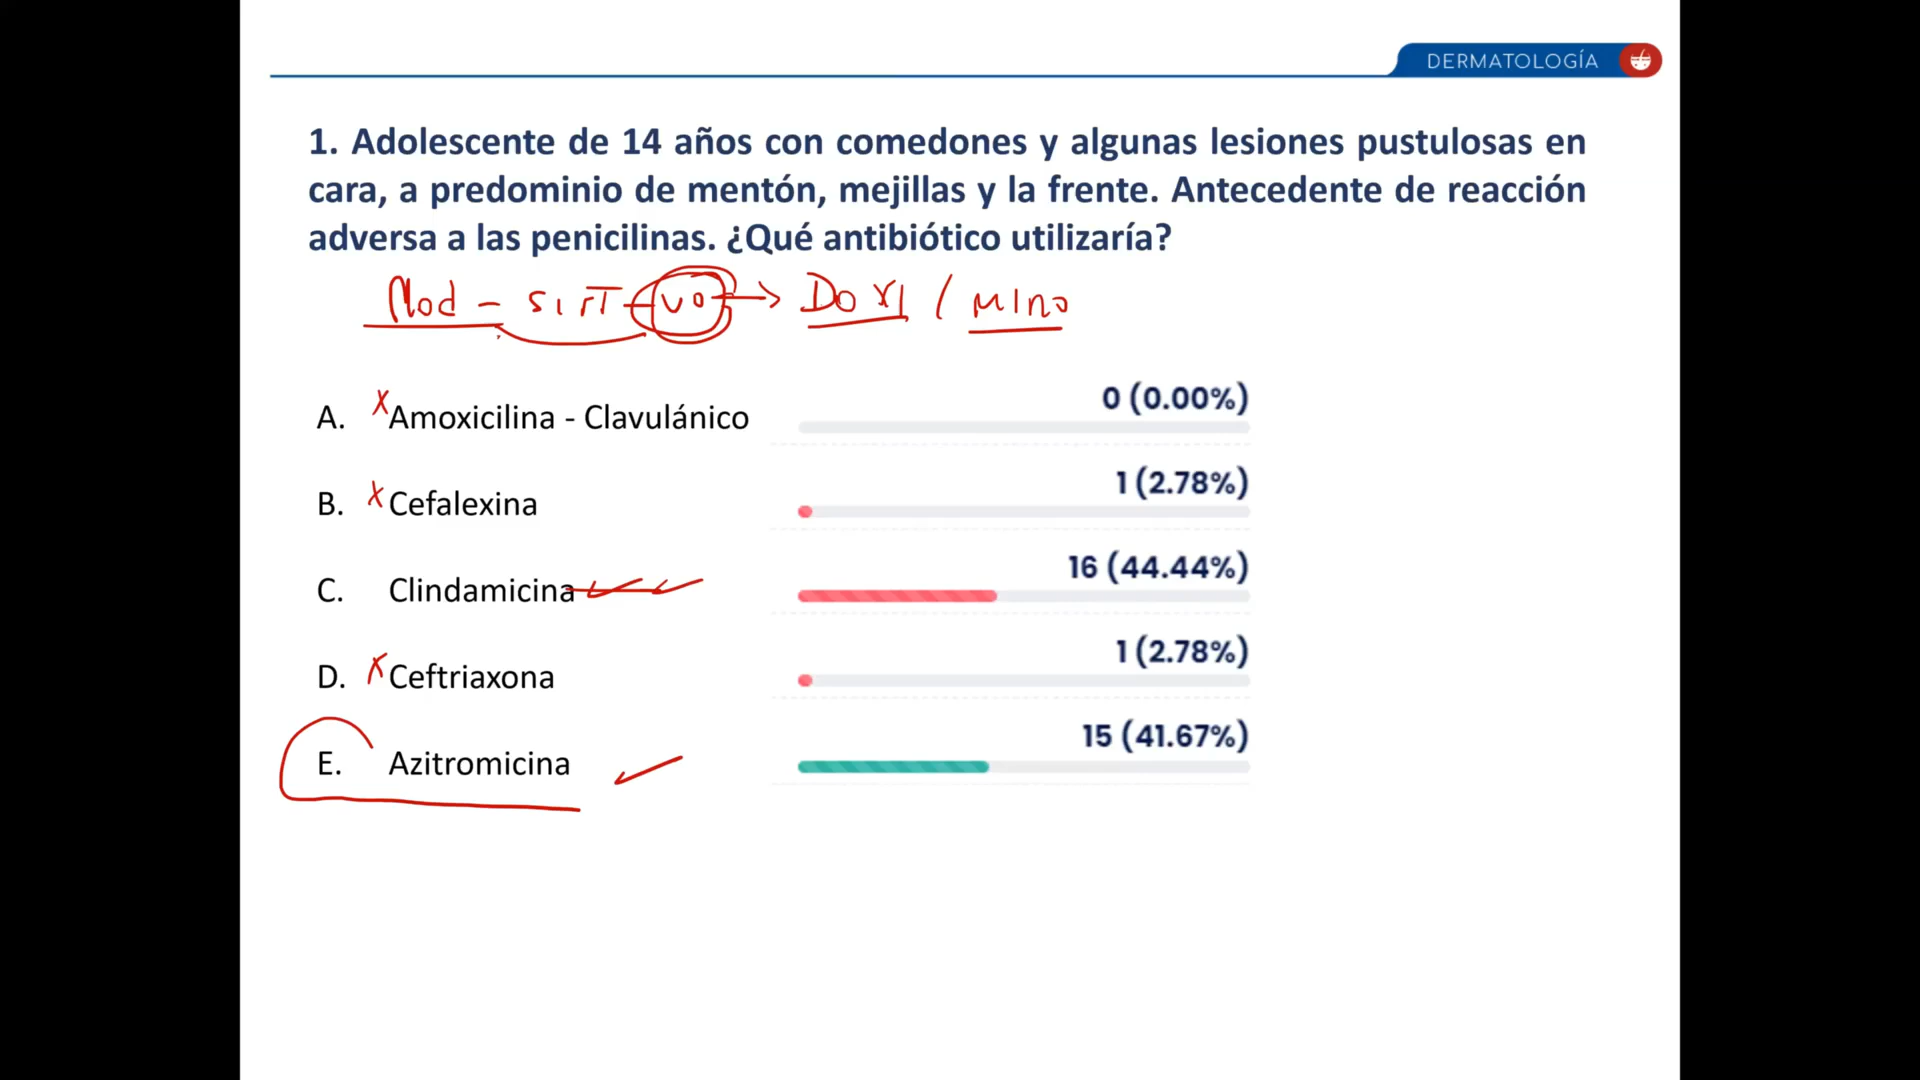 DERMATOLOGÍA
1. Adolescente de 14 años con comedones y algunas lesiones pustulosas en
cara, a predominio de mentón, mejillas y la frente. Antecedente de reacción
adversa a las penicilinas. ¿Qué antibiótico utilizaría?
Mod - SIST VO → DOXI / MINO
A. x Amoxicilina - Clavulánico 0 (0.00%)
B. x Cefalexina 1 (2.78%)
C. Clindamicina 16 (44.44%)
D. x Ceftriaxona 1 (2.78%)
E. Azitromicina 15 (41.67%)